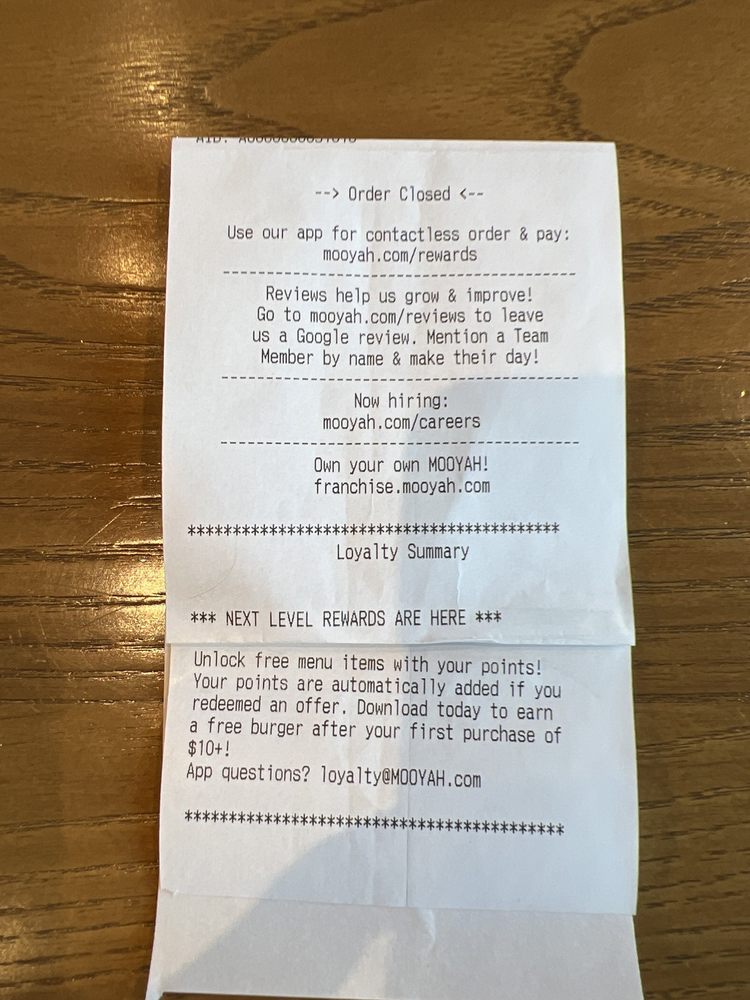 --> Order Closed <--
Use our app for contactless order & pay:
mooyah.com/rewards
----------------------------------------
Reviews help us grow & improve!
Go to mooyah.com/reviews to leave
us a Google review. Mention a Team
Member by name & make their day!
----------------------------------------
Now hiring:
mooyah.com/careers
----------------------------------------
Own your own MOOYAH!
franchise.mooyah.com
******************************************
Loyalty Summary
*** NEXT LEVEL REWARDS ARE HERE ***
Unlock free menu items with your points!
Your points are automatically added if you
redeemed an offer. Download today to earn
a free burger after your first purchase of
$10+!
App questions? loyalty@MOOYAH.com
******************************************